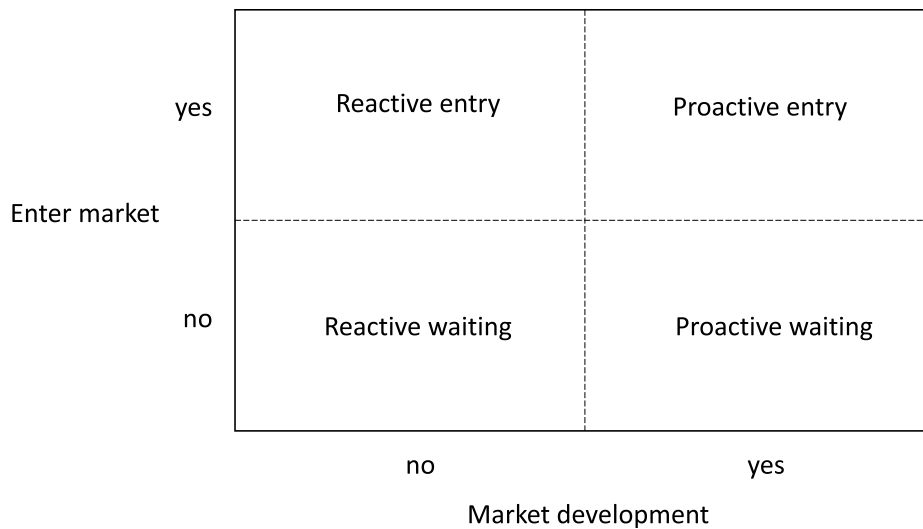 Reactive entry
Proactive entry
yes
Enter market
no
Reactive waiting
Proactive waiting
no
yes
Market development